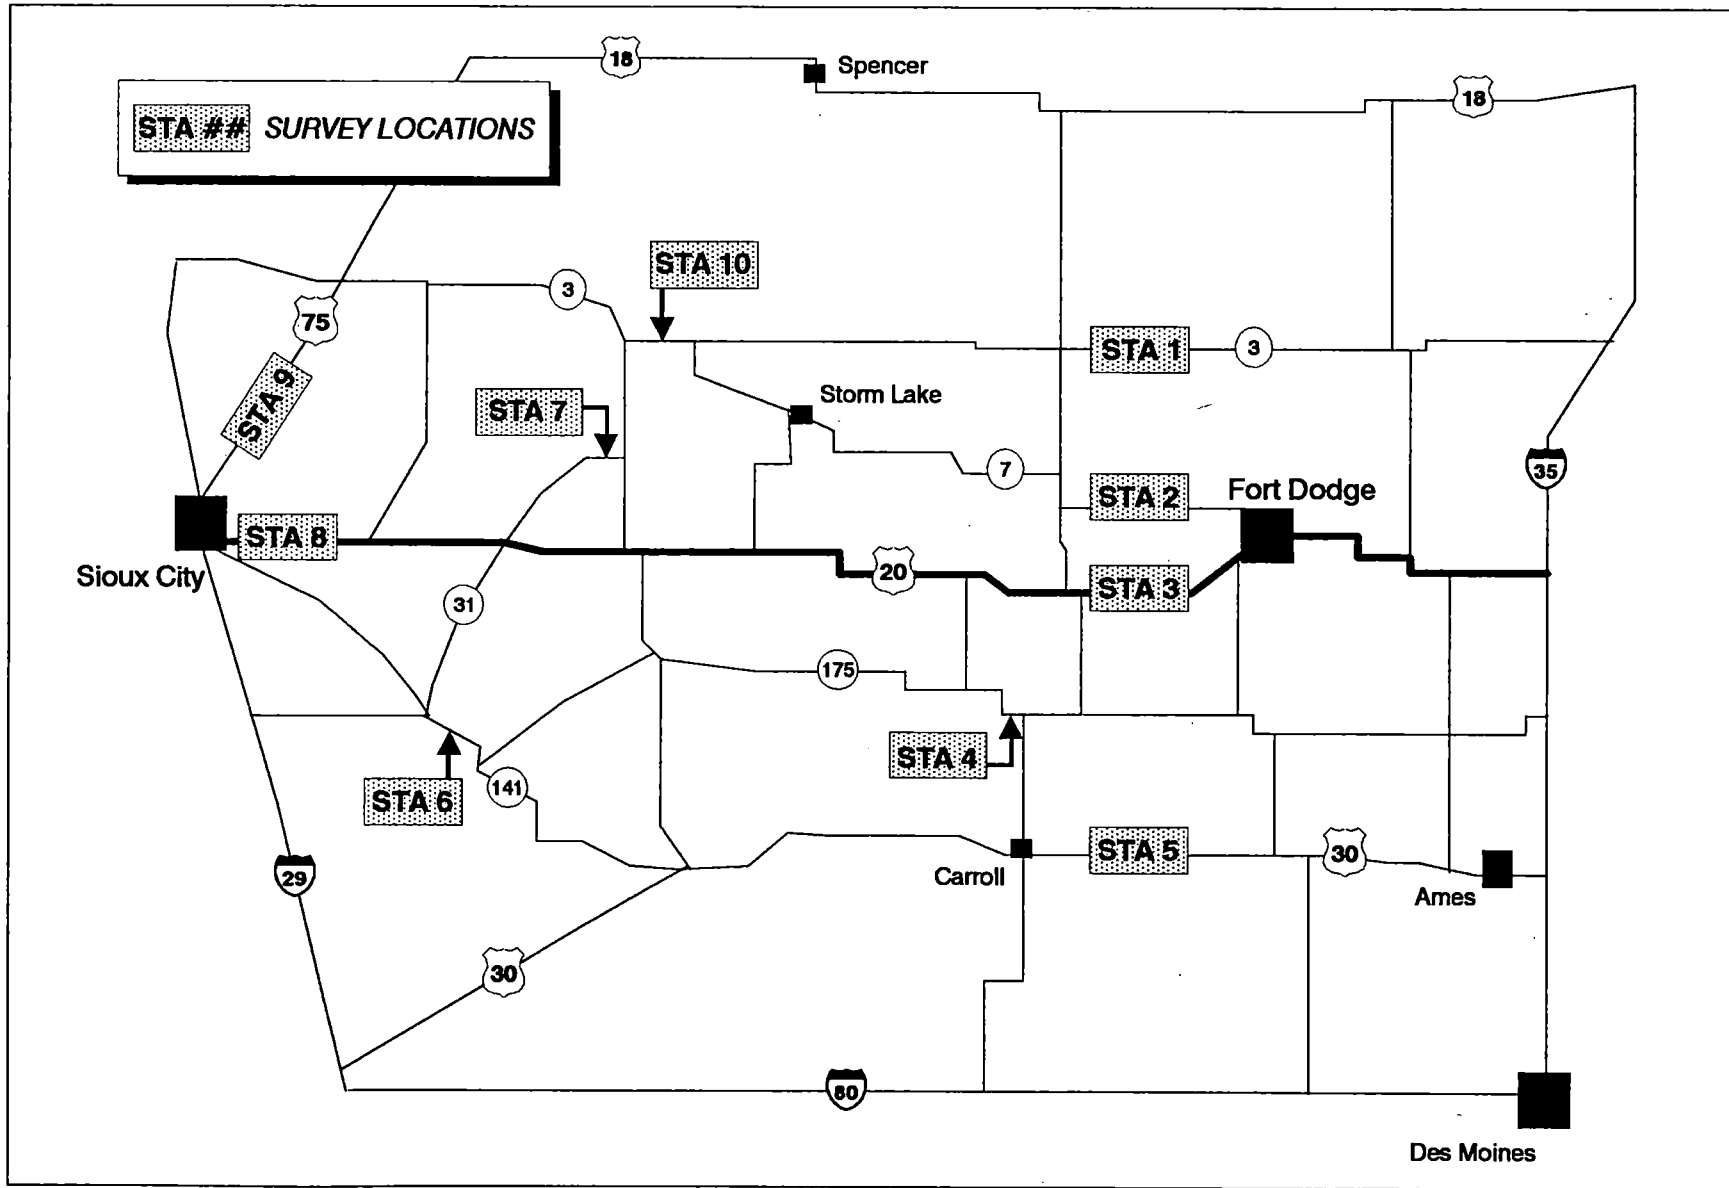 18
Spencer
18
STA ## SURVEY LOCATIONS
STA 10
3
75
STA 1
3
STA 9
STA 7
Storm Lake
7
35
STA 2
Fort Dodge
STA 8
20
Sioux City
STA 3
31
175
STA 4
STA 6
141
STA 5
30
29
Carroll
Ames
30
80
Des Moines